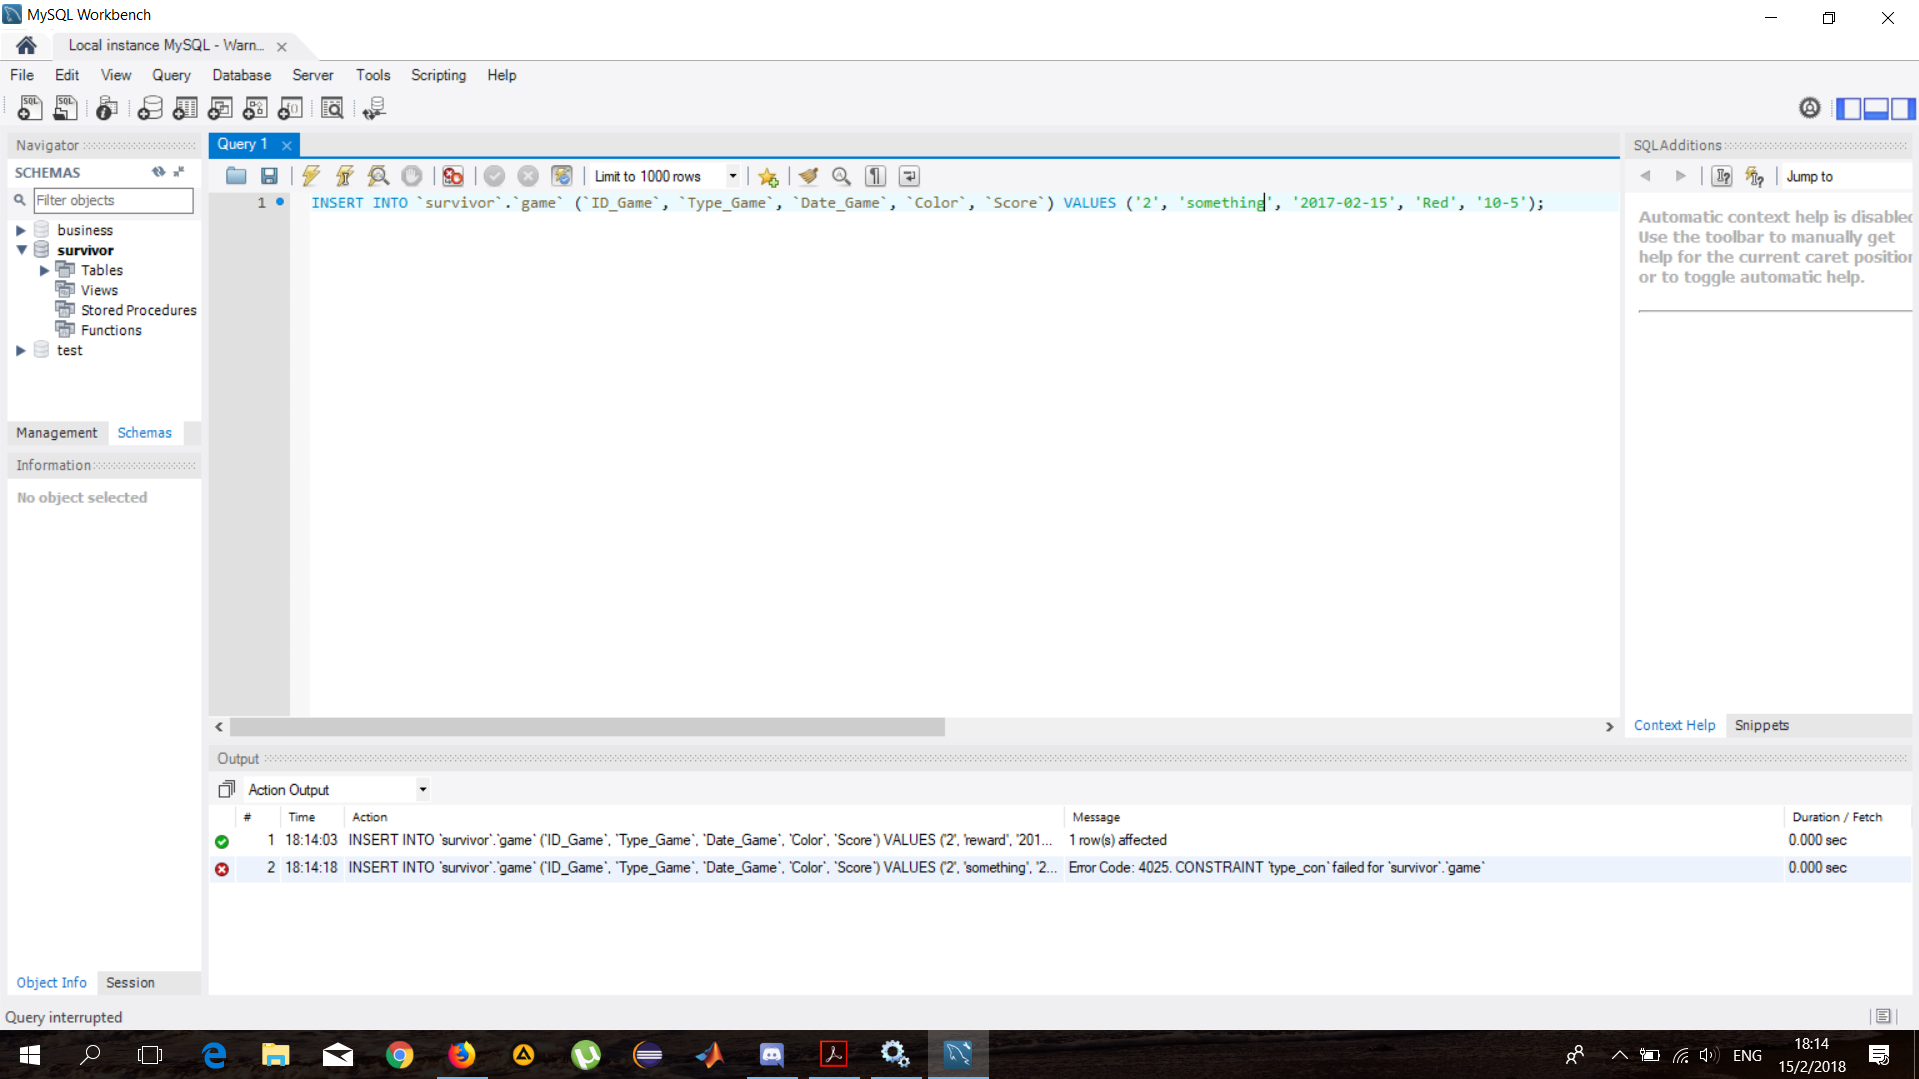 MySQL Workbench
Local instance MySQL - Warn...
File Edit View Query Database Server Tools Scripting Help
Navigator
SCHEMAS
Filter objects
business
survivor
Tables
Views
Stored Procedures
Functions
test
Management Schemas
Information
No object selected
Object Info Session
Query 1
Limit to 1000 rows
1 INSERT INTO `survivor`.`game` (`ID_Game`, `Type_Game`, `Date_Game`, `Color`, `Score`) VALUES ('2', 'something', '2017-02-15', 'Red', '10-5');
SQLAdditions
Jump to
Automatic context help is disabled
Use the toolbar to manually get
help for the current caret position
or to toggle automatic help.
Context Help Snippets
Output
Action Output
# Time Action Message Duration / Fetch
1 18:14:03 INSERT INTO `survivor`.`game` (`ID_Game`, `Type_Game`, `Date_Game`, `Color`, `Score`) VALUES ('2', 'reward', '201... 1 row(s) affected 0.000 sec
2 18:14:18 INSERT INTO `survivor`.`game` (`ID_Game`, `Type_Game`, `Date_Game`, `Color`, `Score`) VALUES ('2', 'something', '2... Error Code: 4025. CONSTRAINT `type_con` failed for `survivor`.`game` 0.000 sec
Query interrupted
ENG
18:14
15/2/2018